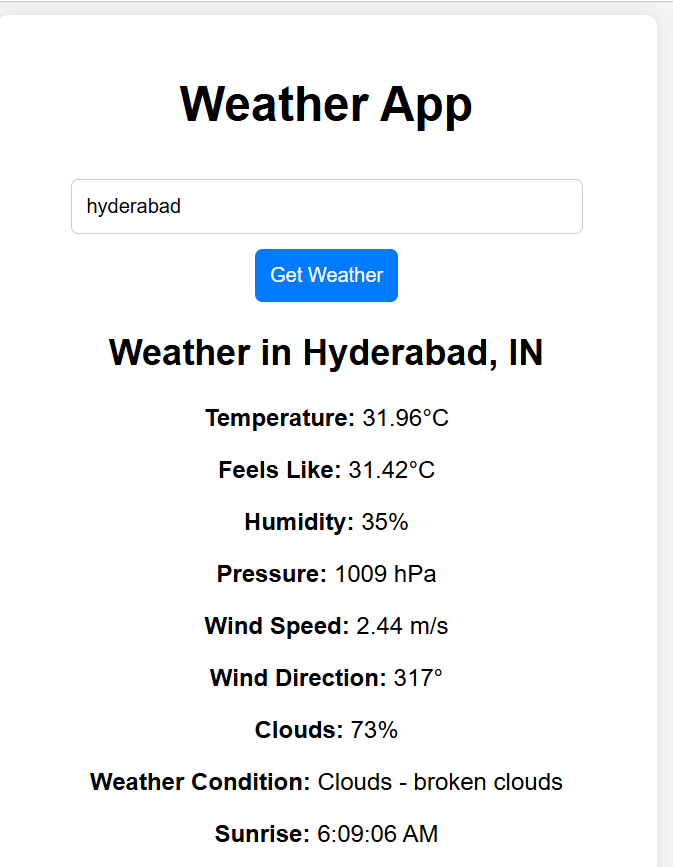 Weather App
hyderabad
Get Weather
Weather in Hyderabad, IN
Temperature: 31.96°C
Feels Like: 31.42°C
Humidity: 35%
Pressure: 1009 hPa
Wind Speed: 2.44 m/s
Wind Direction: 317°
Clouds: 73%
Weather Condition: Clouds - broken clouds
Sunrise: 6:09:06 AM